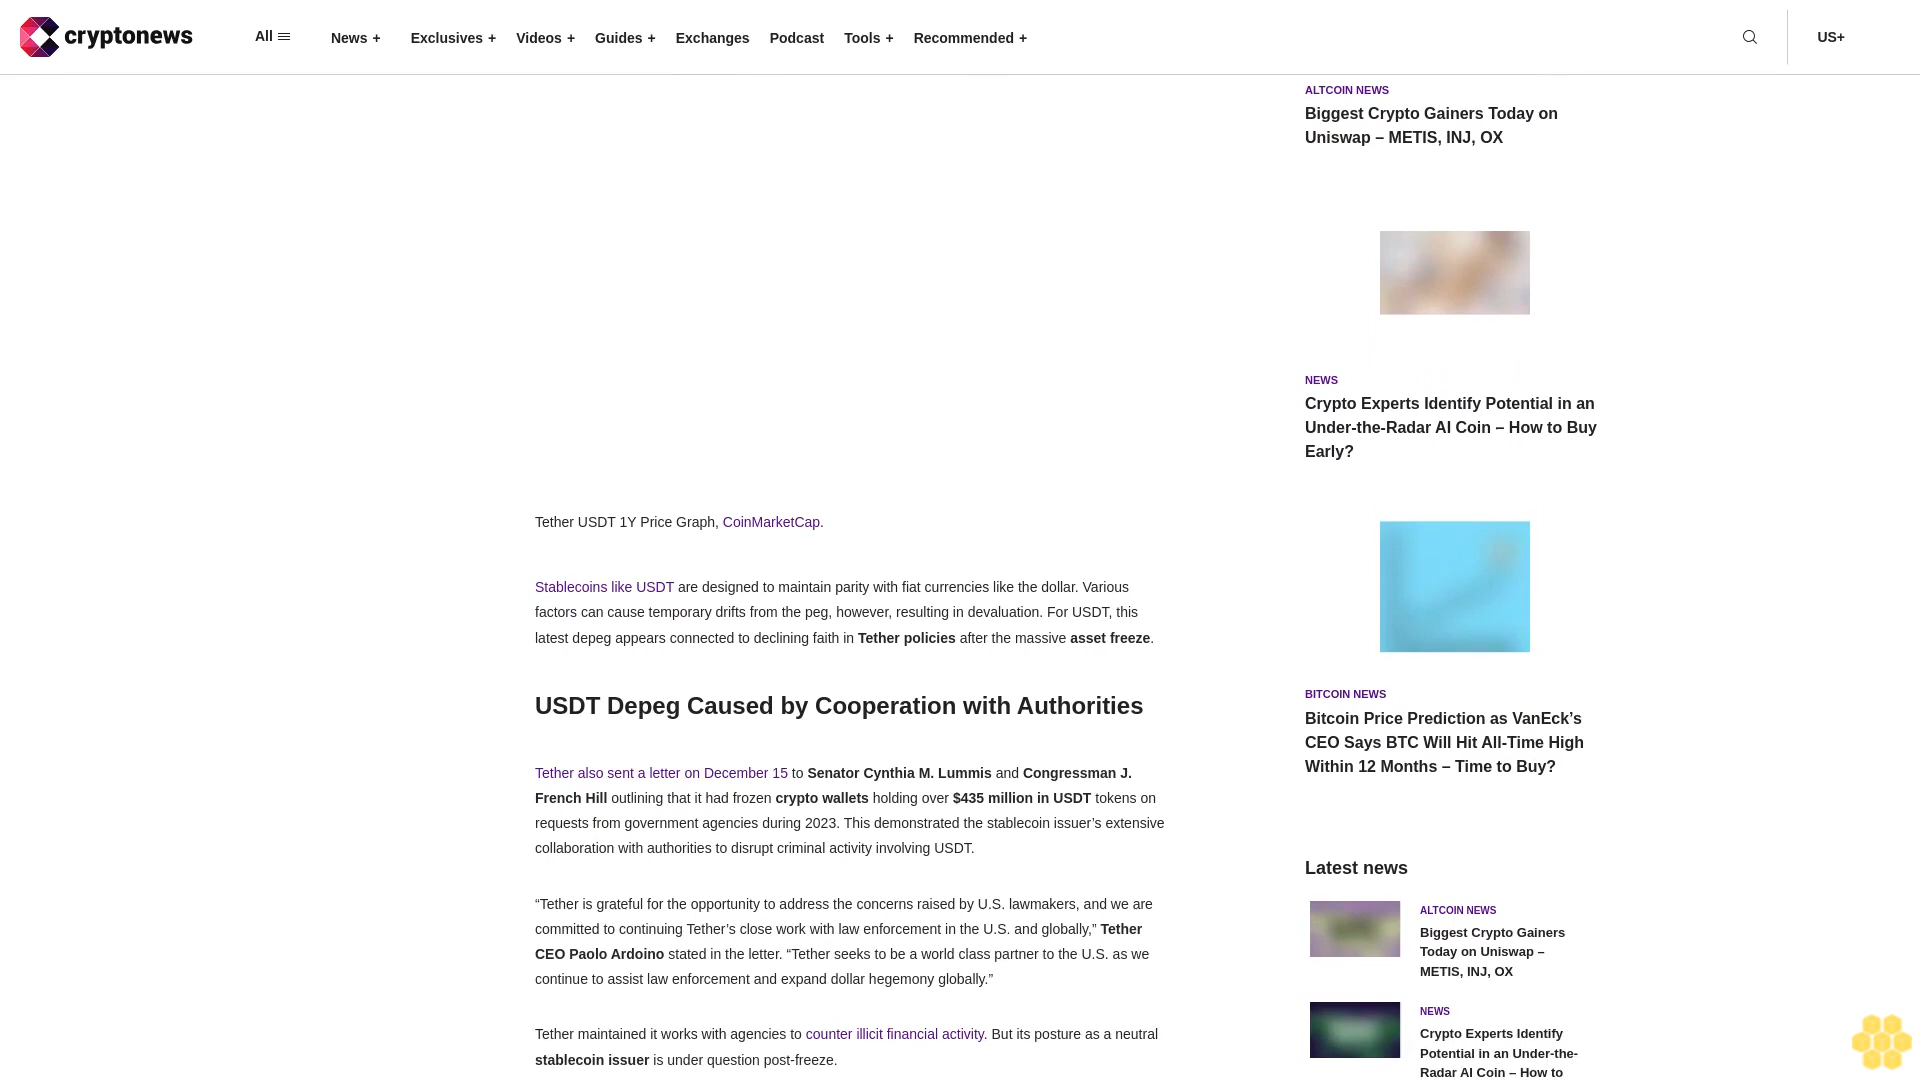 cryptonews
All
News +
Exclusives +
Videos +
Guides +
Exchanges
Podcast
Tools +
Recommended +
US+
Tether USDT 1Y Price Graph, CoinMarketCap.
Stablecoins like USDT are designed to maintain parity with fiat currencies like the dollar. Various
factors can cause temporary drifts from the peg, however, resulting in devaluation. For USDT, this
latest depeg appears connected to declining faith in Tether policies after the massive asset freeze.
USDT Depeg Caused by Cooperation with Authorities
Tether also sent a letter on December 15 to Senator Cynthia M. Lummis and Congressman J.
French Hill outlining that it had frozen crypto wallets holding over $435 million in USDT tokens on
requests from government agencies during 2023. This demonstrated the stablecoin issuer’s extensive
collaboration with authorities to disrupt criminal activity involving USDT.
“Tether is grateful for the opportunity to address the concerns raised by U.S. lawmakers, and we are
committed to continuing Tether’s close work with law enforcement in the U.S. and globally,” Tether
CEO Paolo Ardoino stated in the letter. “Tether seeks to be a world class partner to the U.S. as we
continue to assist law enforcement and expand dollar hegemony globally.”
Tether maintained it works with agencies to counter illicit financial activity. But its posture as a neutral
stablecoin issuer is under question post-freeze.
ALTCOIN NEWS
Biggest Crypto Gainers Today on
Uniswap – METIS, INJ, OX
NEWS
Crypto Experts Identify Potential in an
Under-the-Radar AI Coin – How to Buy
Early?
BITCOIN NEWS
Bitcoin Price Prediction as VanEck’s
CEO Says BTC Will Hit All-Time High
Within 12 Months – Time to Buy?
Latest news
ALTCOIN NEWS
Biggest Crypto Gainers
Today on Uniswap –
METIS, INJ, OX
NEWS
Crypto Experts Identify
Potential in an Under-the-
Radar AI Coin – How to